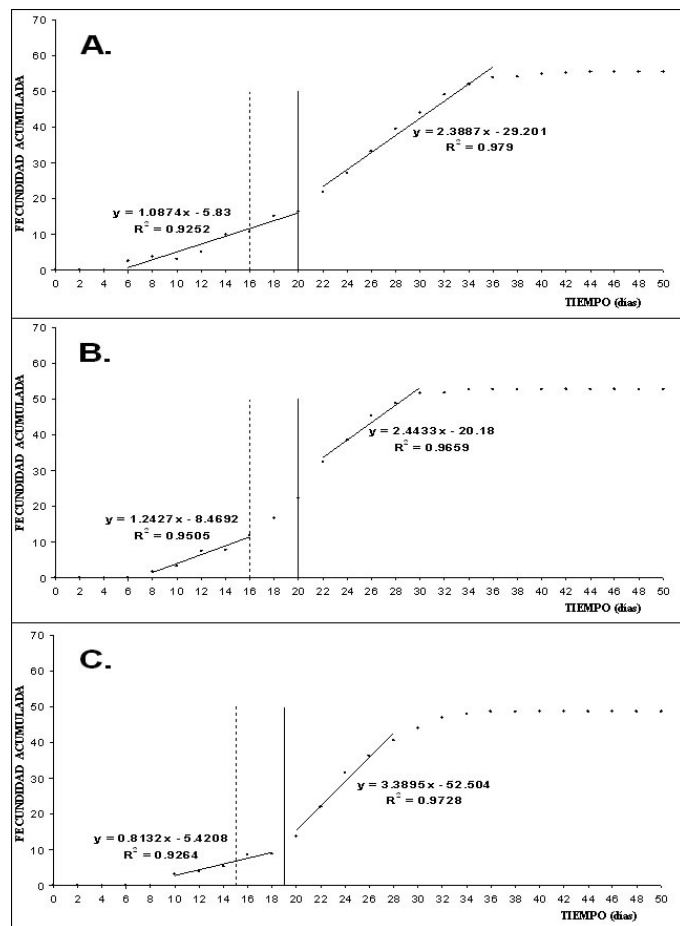 A.
FECUNDIDAD ACUMULADA
70
60
50
40
30
20
10
0
y = 2.3887x - 29.201
R² = 0.979
y = 1.0874x - 5.83
R² = 0.9252
0 2 4 6 8 10 12 14 16 18 20 22 24 26 28 30 32 34 36 38 40 42 44 46 48 50
TIEMPO (días)
B.
FECUNDIDAD ACUMULADA
70
60
50
40
30
20
10
0
y = 2.4433x - 20.18
R² = 0.9659
y = 1.2427x - 8.4692
R² = 0.9505
0 2 4 6 8 10 12 14 16 18 20 22 24 26 28 30 32 34 36 38 40 42 44 46 48 50
TIEMPO (días)
C.
FECUNDIDAD ACUMULADA
70
60
50
40
30
20
10
0
y = 3.3895x - 52.504
R² = 0.9728
y = 0.8132x - 5.4208
R² = 0.9264
0 2 4 6 8 10 12 14 16 18 20 22 24 26 28 30 32 34 36 38 40 42 44 46 48 50
TIEMPO (días)